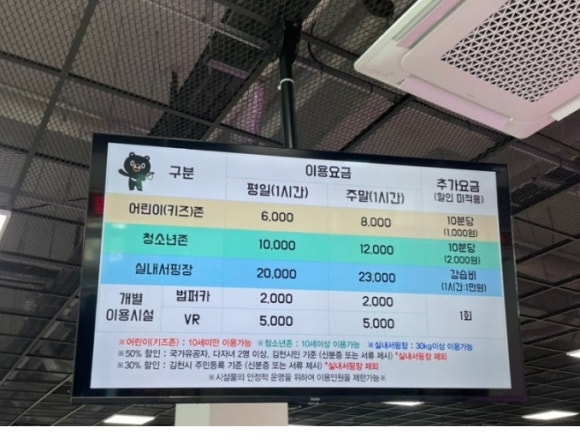 구분 이용요금 추가요금 (할인 미적용)
평일(1시간) 주말(1시간)
어린이(키즈)존 6,000 8,000 10분당 (1,000원)
청소년존 10,000 12,000 10분당 (2,000원)
실내서핑장 20,000 23,000 강습비 (1시간:1만원)
개별 이용시설 범퍼카 2,000 2,000 1회
VR 5,000 5,000
※어린이(키즈존) : 10세미만 이용가능 ※청소년존 : 10세이상 이용가능 ※실내서핑장 : 30kg이상 이용가능
※50% 할인 : 국가유공자, 다자녀 2명 이상, 김천시민 기준 (신분증 또는 서류 제시) *실내서핑장 제외
※30% 할인 : 김천시 주민등록 기준 (신분증 또는 서류 제시) *실내서핑장 제외
※시설물의 안정적 운영을 위하여 이용인원을 제한가능※